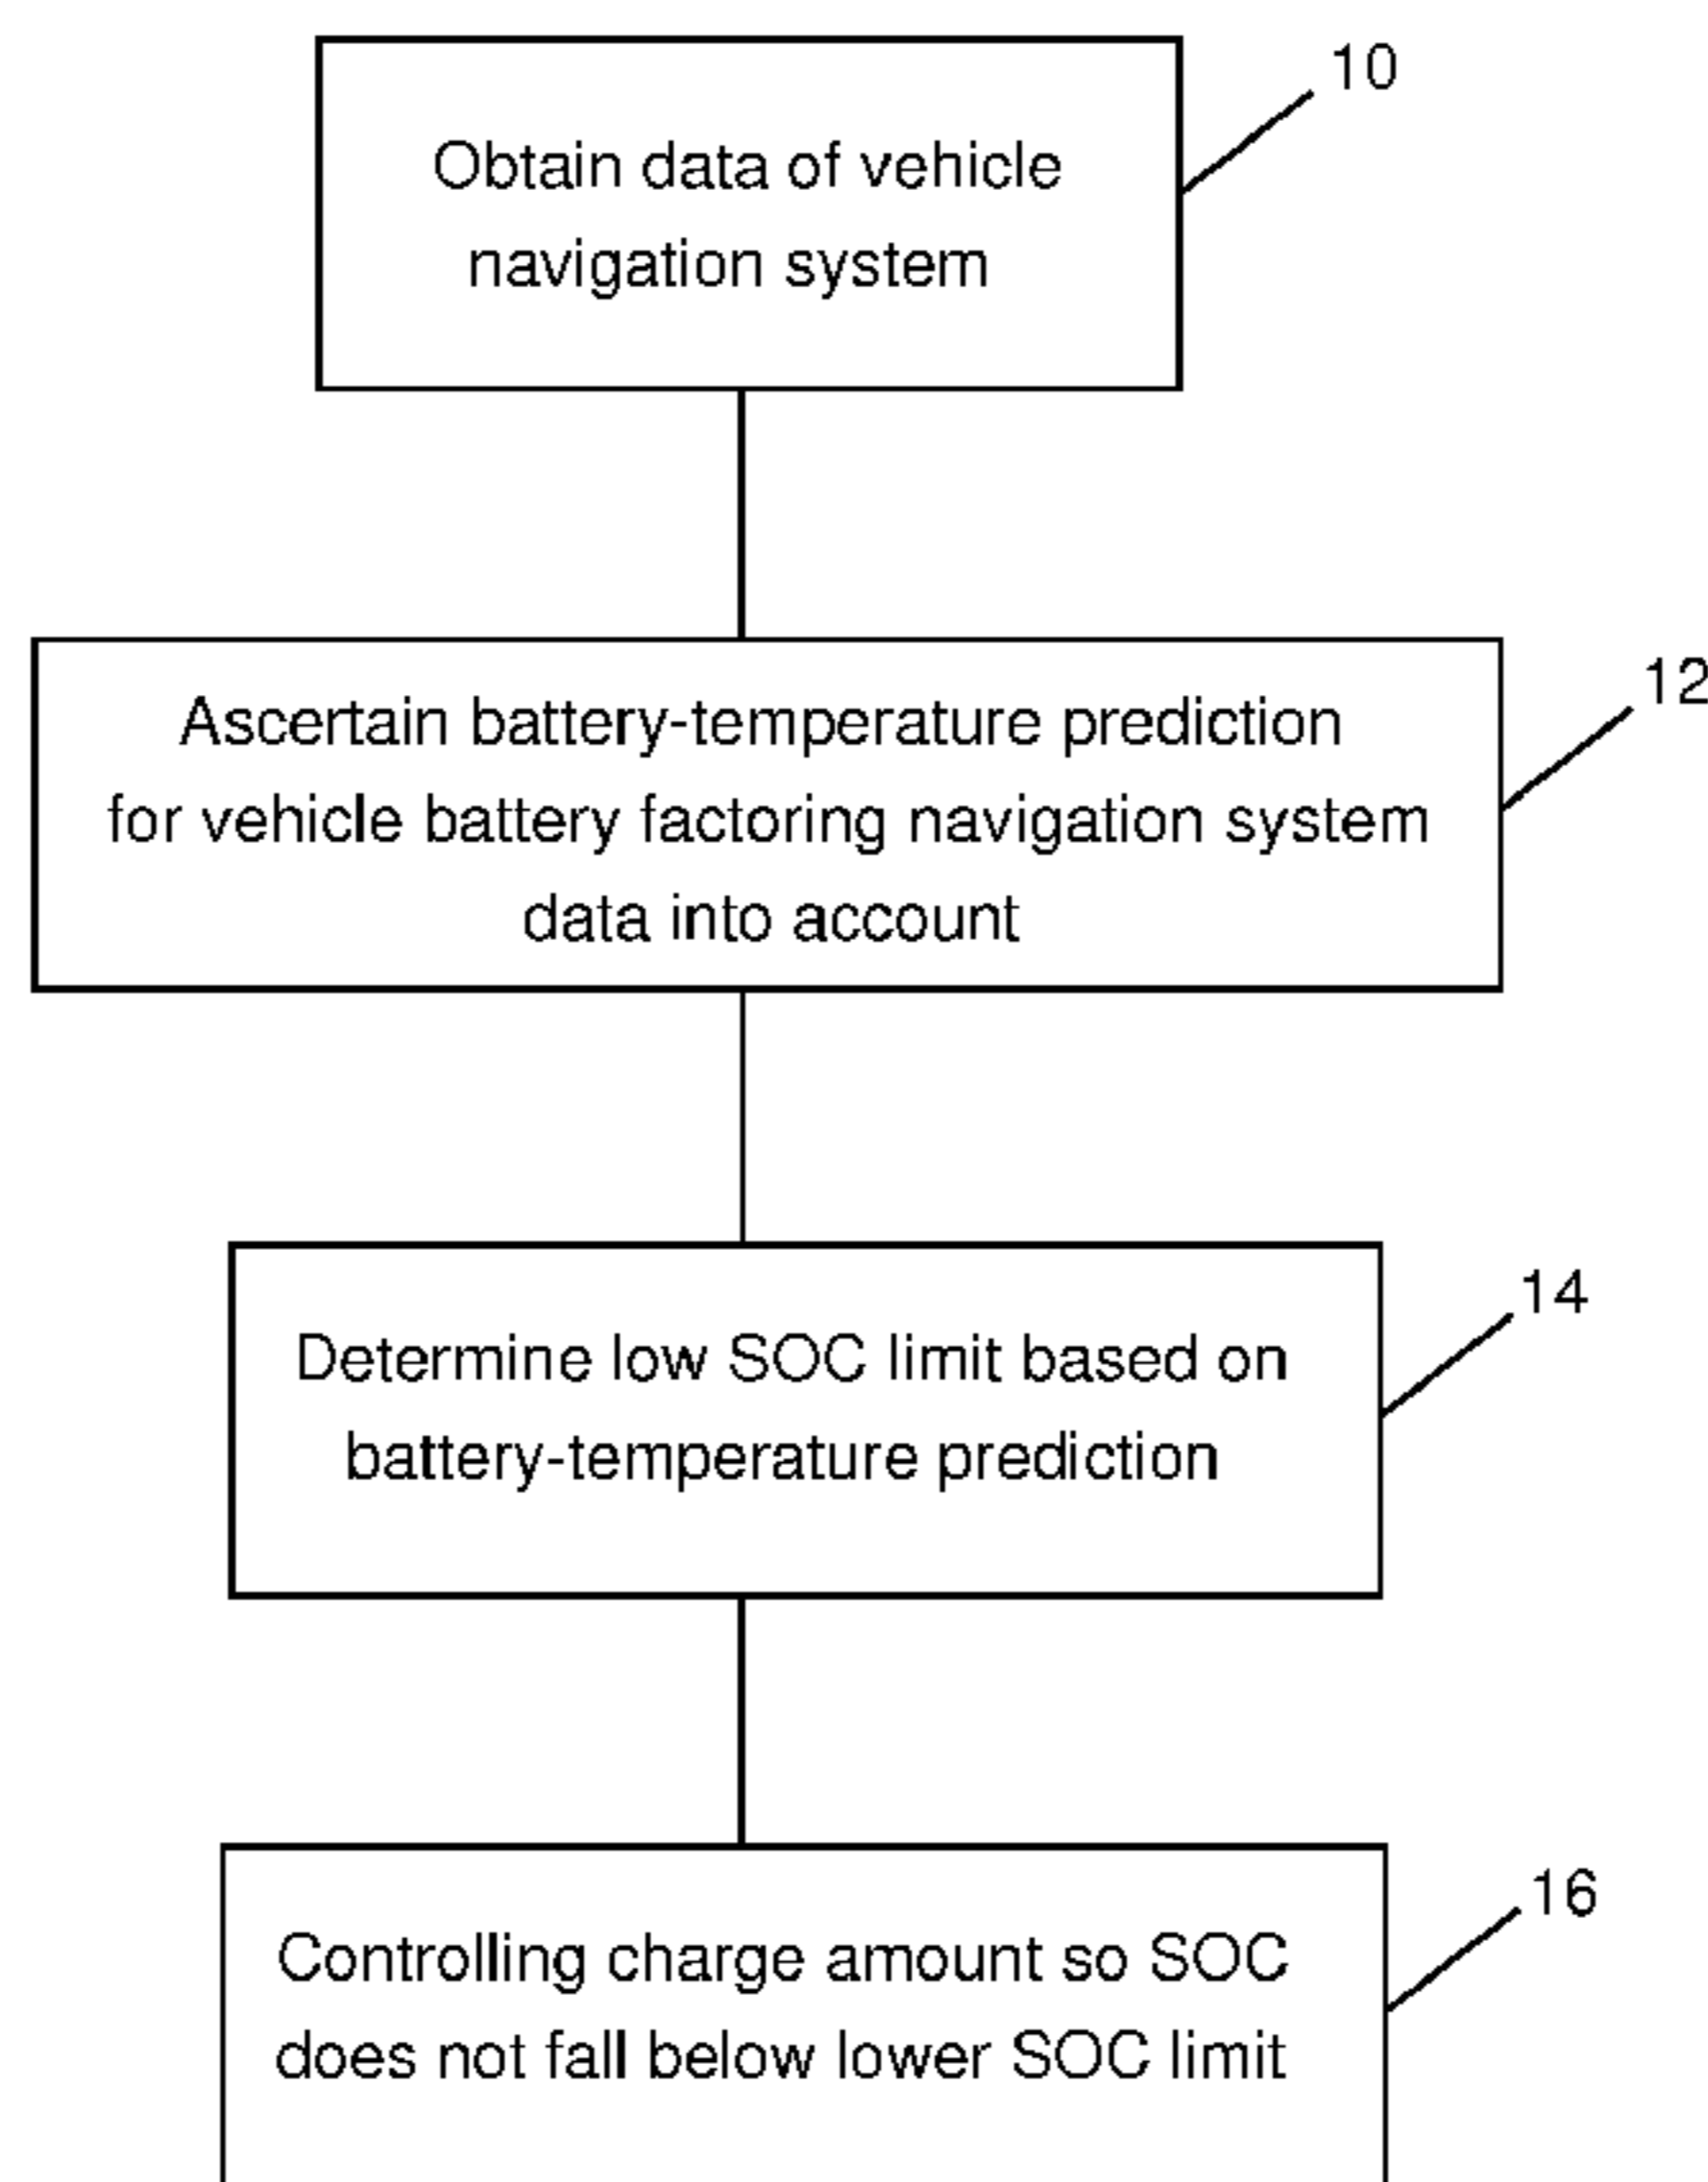 10
Obtain data of vehicle
navigation system
12
Ascertain battery-temperature prediction
for vehicle battery factoring navigation system
data into account
14
Determine low SOC limit based on
battery-temperature prediction
16
Controlling charge amount so SOC
does not fall below lower SOC limit